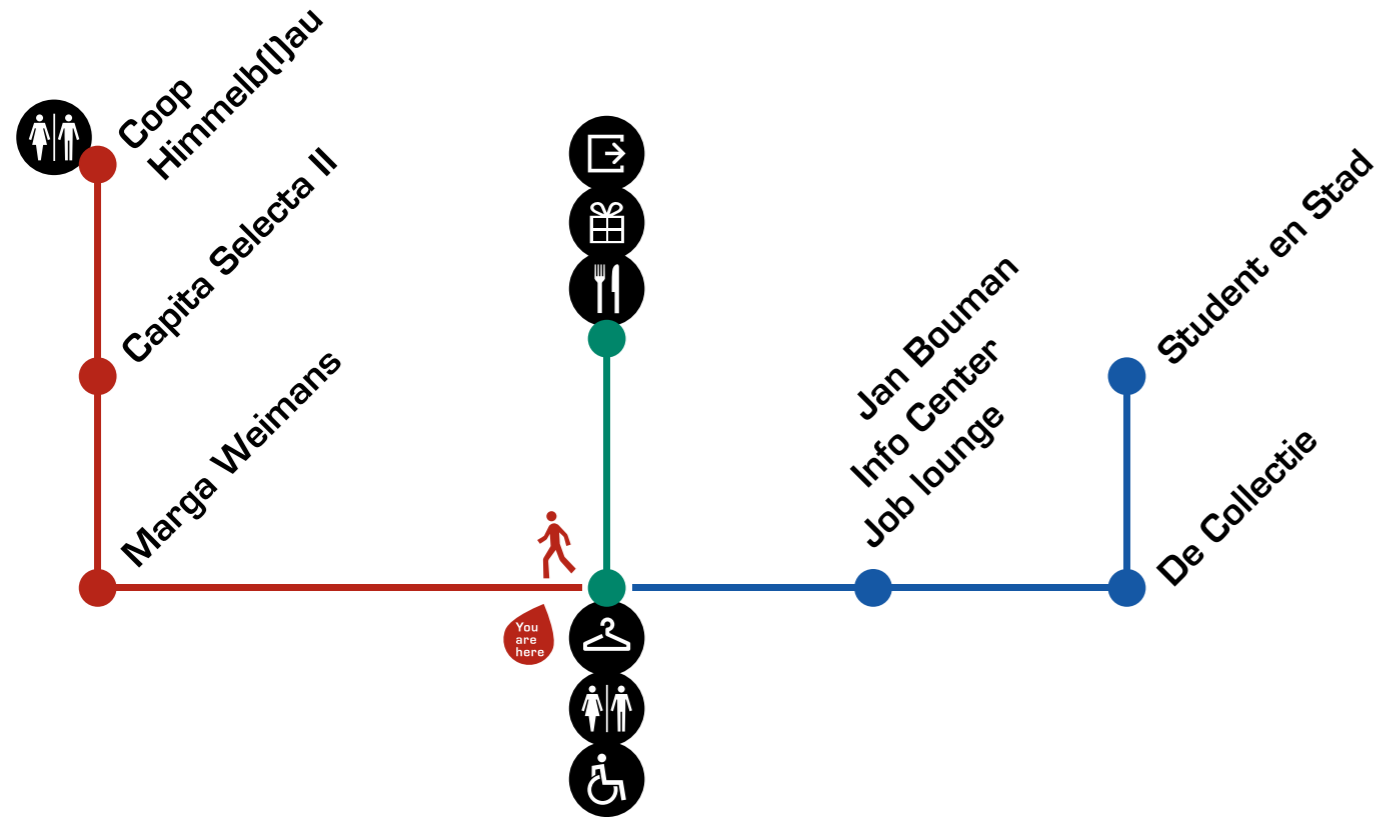 Coop
Himmelb(l)au
Capita Selecta II
Marga Weimans
You
are
here
Jan Bouman
Info Center
Job lounge
De Collectie
Student en Stad